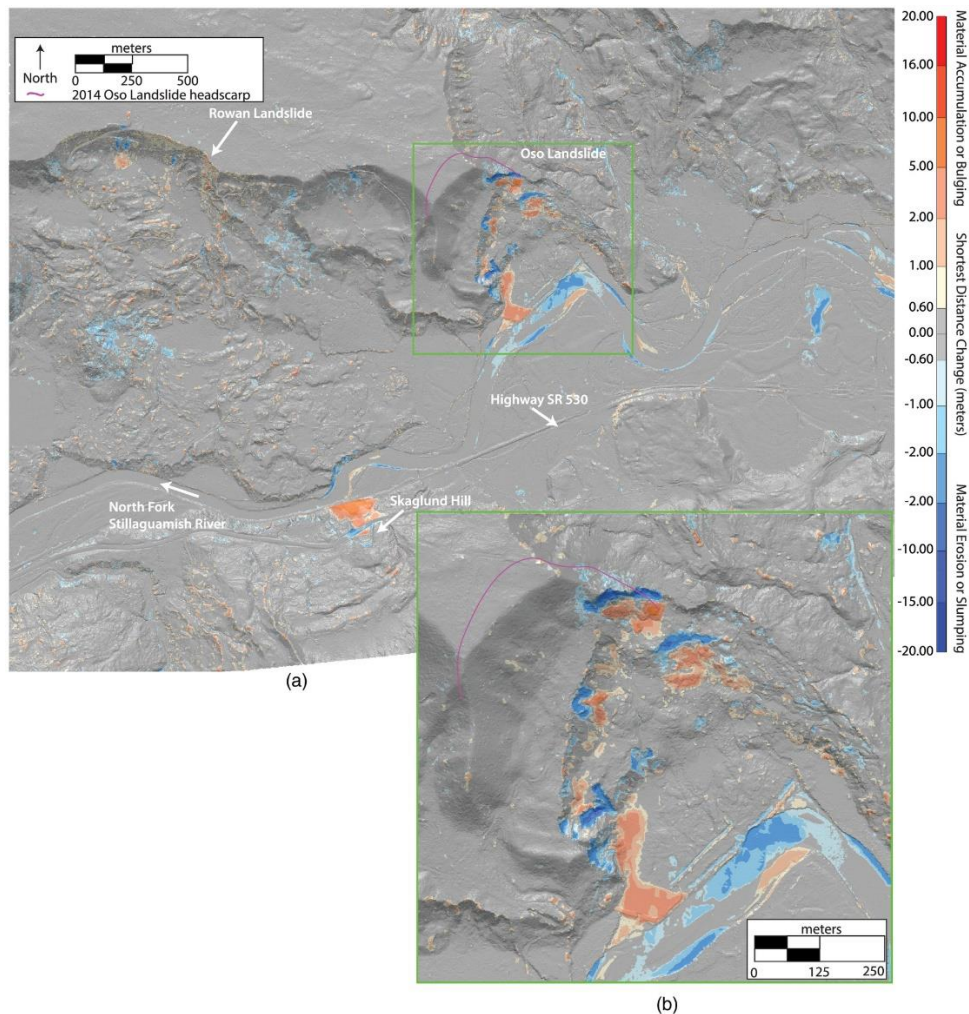 meters
North
0 250 500
2014 Oso Landslide headscarp
Rowan Landslide
Oso Landslide
Highway SR 530
North Fork
Stillaguamish River
Skaglund Hill
(a)
20.00
16.00
10.00
5.00
2.00
1.00
0.60
0.00
-0.60
-1.00
-2.00
-2.00
-10.00
-15.00
-20.00
Material Accumulation or Bulging
Shortest Distance Change (meters)
Material Erosion or Slumping
meters
0 125 250
(b)